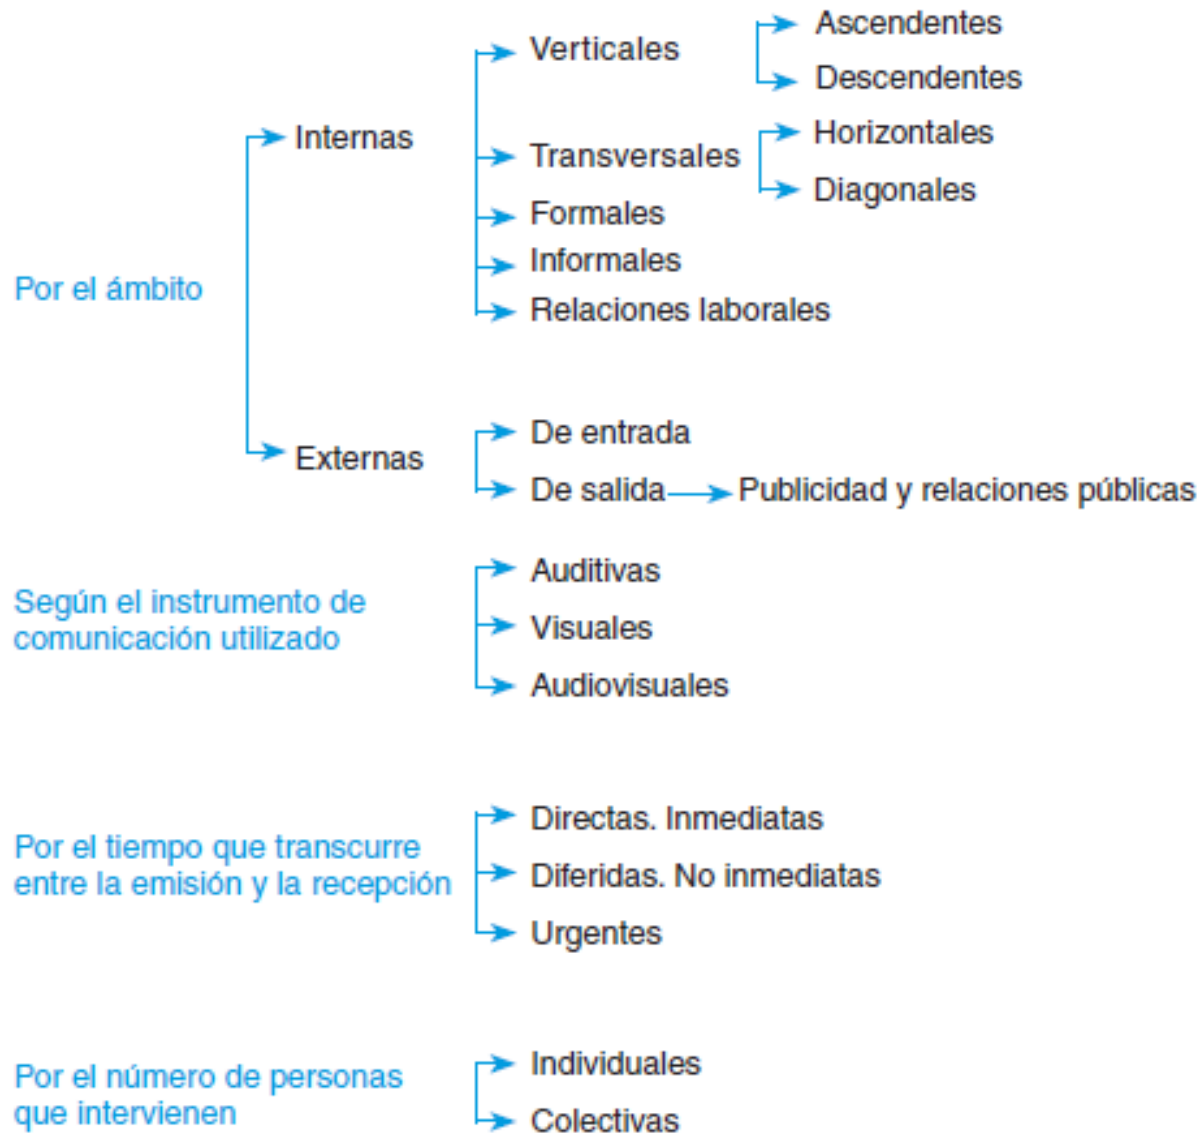 Por el ámbito
Internas
Verticales
Ascendentes
Descendentes
Transversales
Horizontales
Diagonales
Formales
Informales
Relaciones laborales
Externas
De entrada
De salida
Publicidad y relaciones públicas
Según el instrumento de
comunicación utilizado
Auditivas
Visuales
Audiovisuales
Por el tiempo que transcurre
entre la emisión y la recepción
Directas. Inmediatas
Diferidas. No inmediatas
Urgentes
Por el número de personas
que intervienen
Individuales
Colectivas